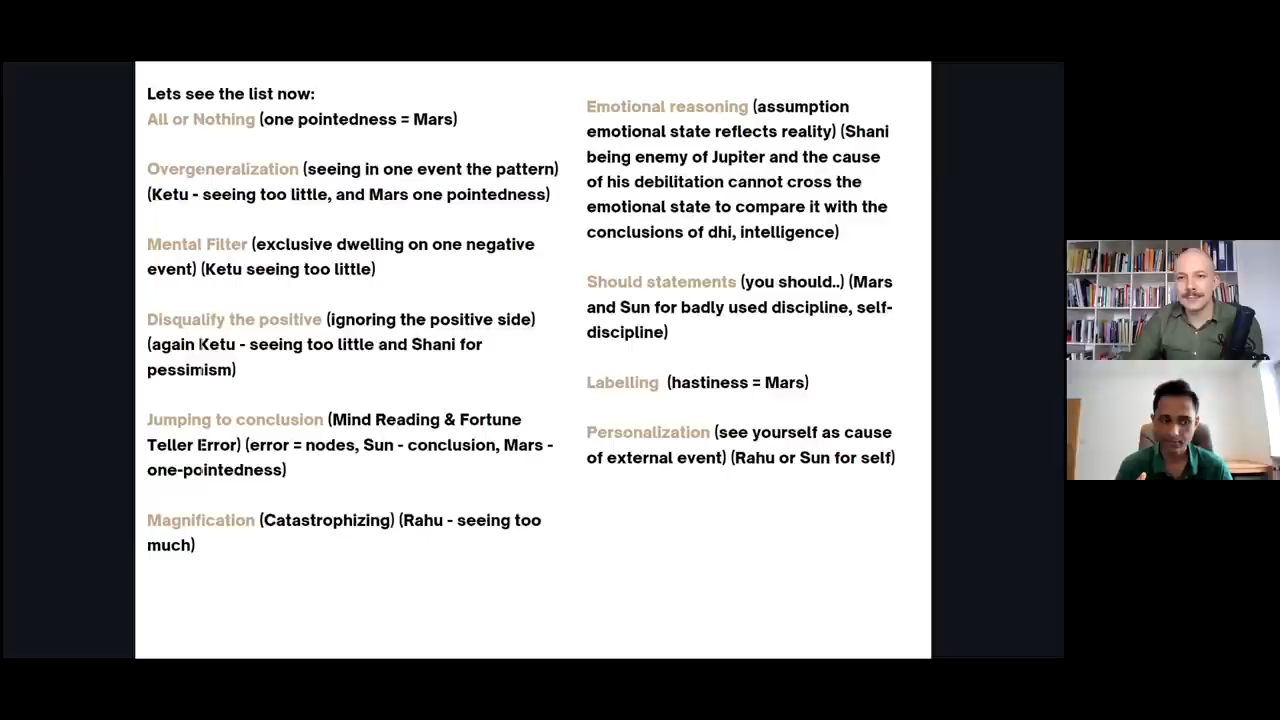 Lets see the list now:
All or Nothing (one pointedness = Mars)
Overgeneralization (seeing in one event the pattern)
(Ketu - seeing too little, and Mars one pointedness)
Mental Filter (exclusive dwelling on one negative
event) (Ketu seeing too little)
Disqualify the positive (ignoring the positive side)
(again Ketu - seeing too little and Shani for
pessimism)
Jumping to conclusion (Mind Reading & Fortune
Teller Error) (error = nodes, Sun - conclusion, Mars -
one-pointedness)
Magnification (Catastrophizing) (Rahu - seeing too
much)
Emotional reasoning (assumption
emotional state reflects reality) (Shani
being enemy of Jupiter and the cause
of his debilitation cannot cross the
emotional state to compare it with the
conclusions of dhi, intelligence)
Should statements (you should..) (Mars
and Sun for badly used discipline, self-
discipline)
Labelling (hastiness = Mars)
Personalization (see yourself as cause
of external event) (Rahu or Sun for self)